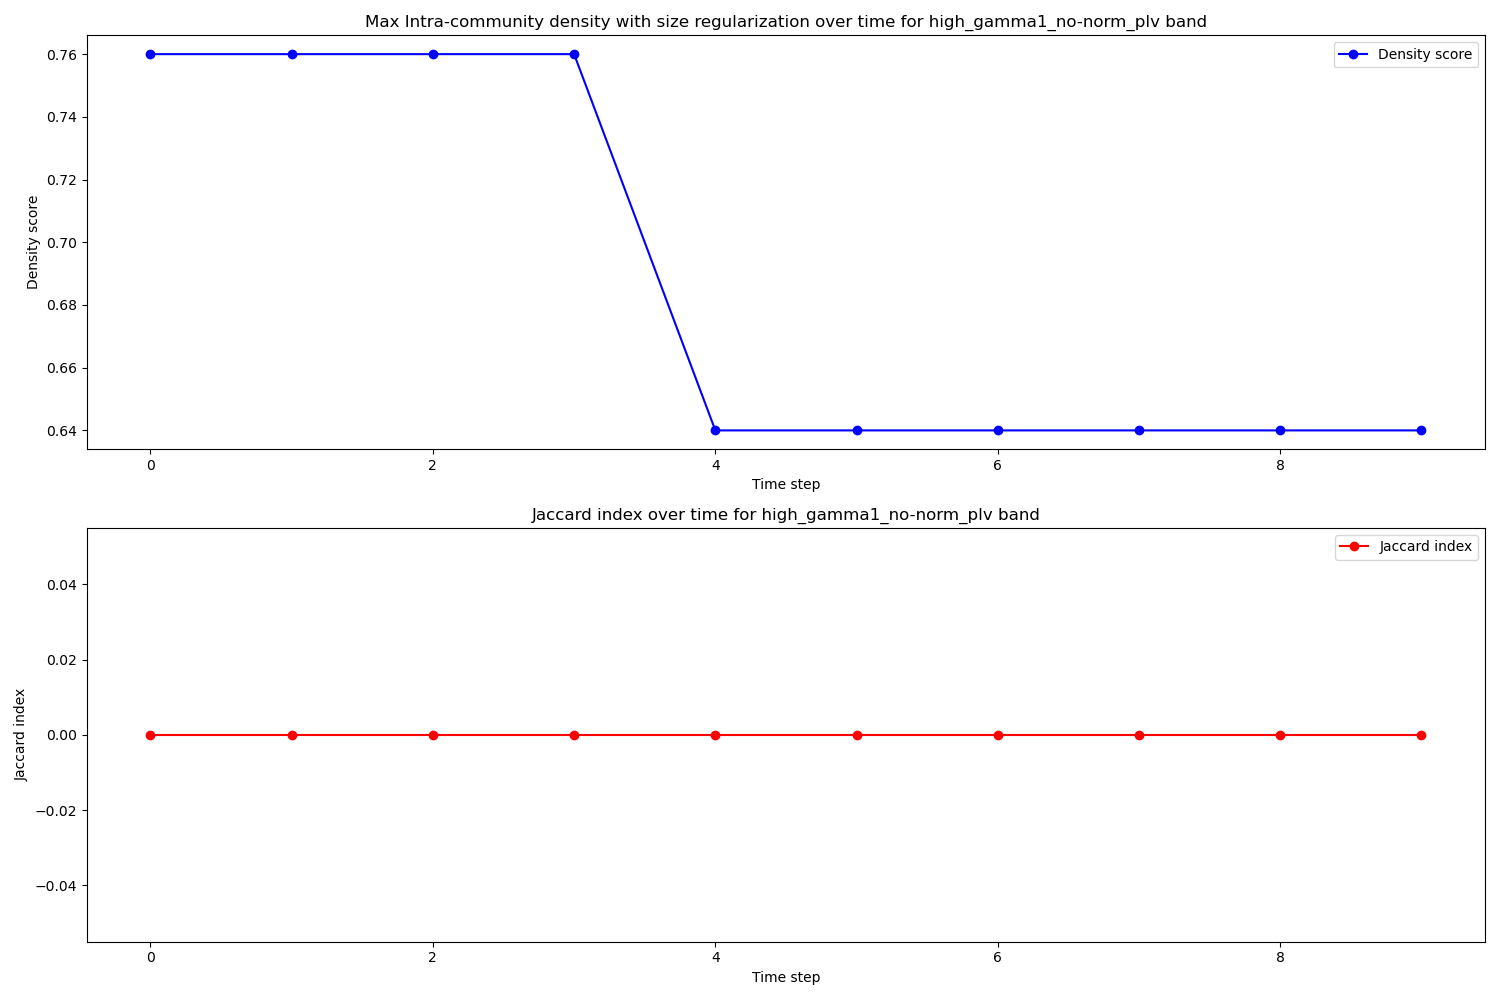 Max Intra-community density with size regularization over time for high_gamma1_no-norm_plv band
Density score
0.76
0.74
0.72
0.70
0.68
0.66
0.64
Density score
0 2 4 6 8
Time step
Jaccard index over time for high_gamma1_no-norm_plv band
Jaccard index
0.04
0.02
0.00
−0.02
−0.04
Jaccard index
0 2 4 6 8
Time step